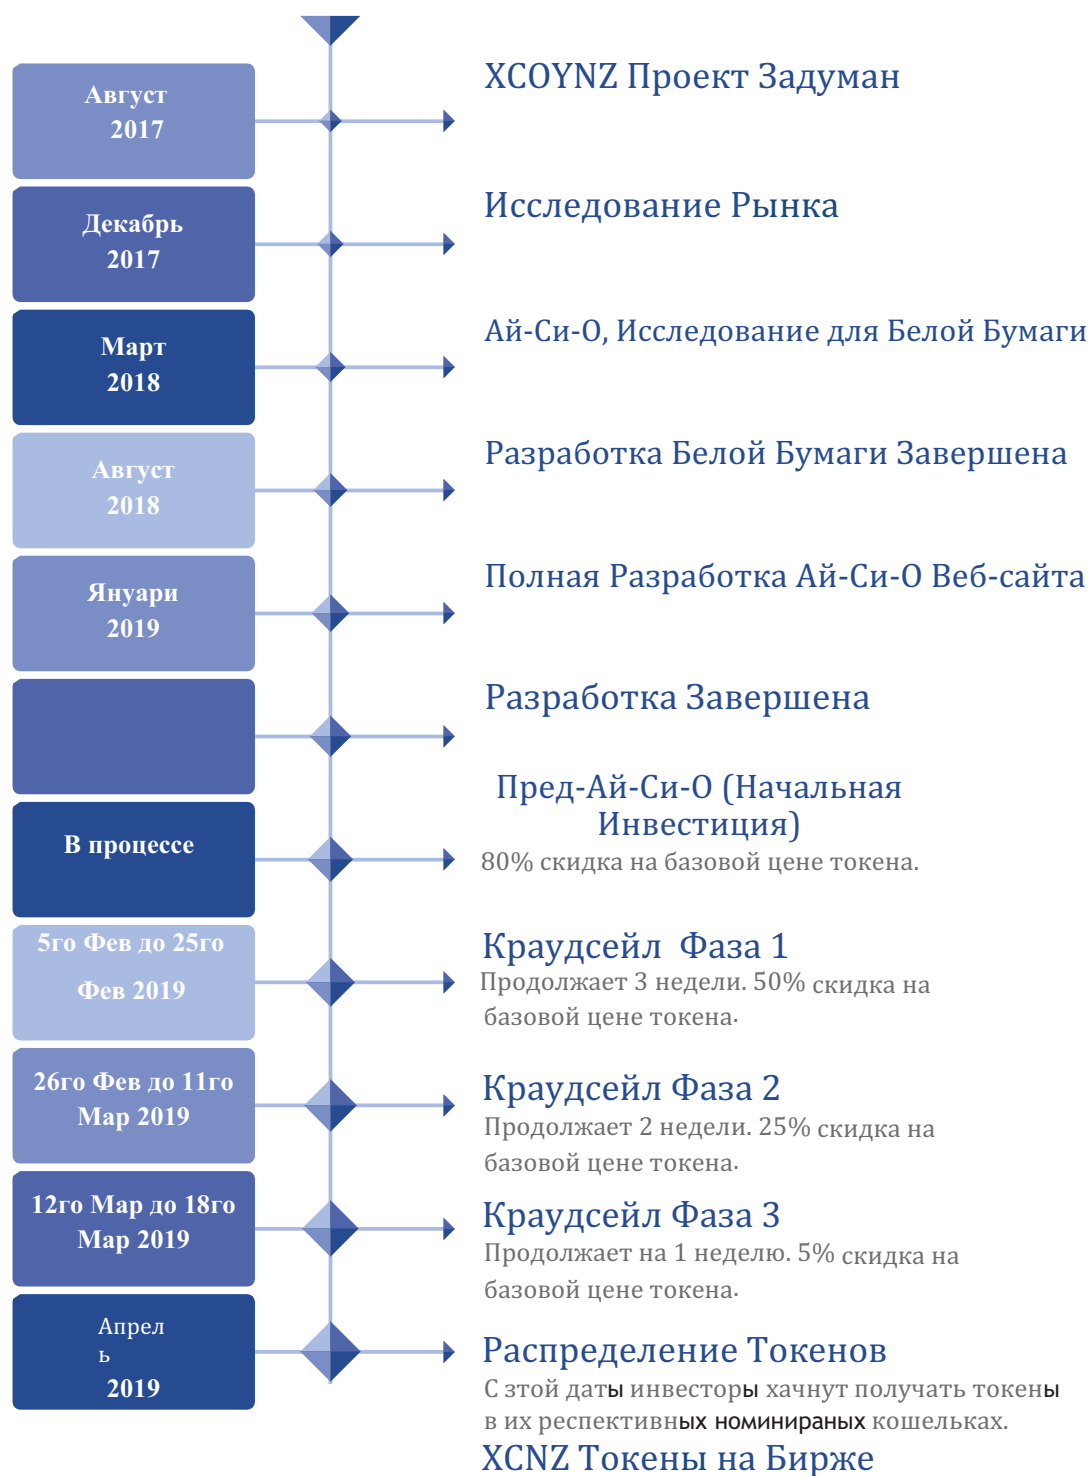 Август
2017
XCOYNZ Проект Задуман
Декабрь
2017
Исследование Рынка
Март
2018
Ай-Си-О, Исследование для Белой Бумаги
Август
2018
Разработка Белой Бумаги Завершена
Януари
2019
Полная Разработка Ай-Си-О Веб-сайта
Разработка Завершена
В процессе
Пред-Ай-Си-О (Начальная
Инвестиция)
80% скидка на базовой цене токена.
5го Фев до 25го
Фев 2019
Краудсейл Фаза 1
Продолжает 3 недели. 50% скидка на
базовой цене токена.
26го Фев до 11го
Мар 2019
Краудсейл Фаза 2
Продолжает 2 недели. 25% скидка на
базовой цене токена.
12го Мар до 18го
Мар 2019
Краудсейл Фаза 3
Продолжает на 1 неделю. 5% скидка на
базовой цене токена.
Апрел
ь
2019
Распределение Токенов
С зтой даты инвесторы хачнут получать токены
в их респективных номинираных кошельках.
XCNZ Токены на Бирже